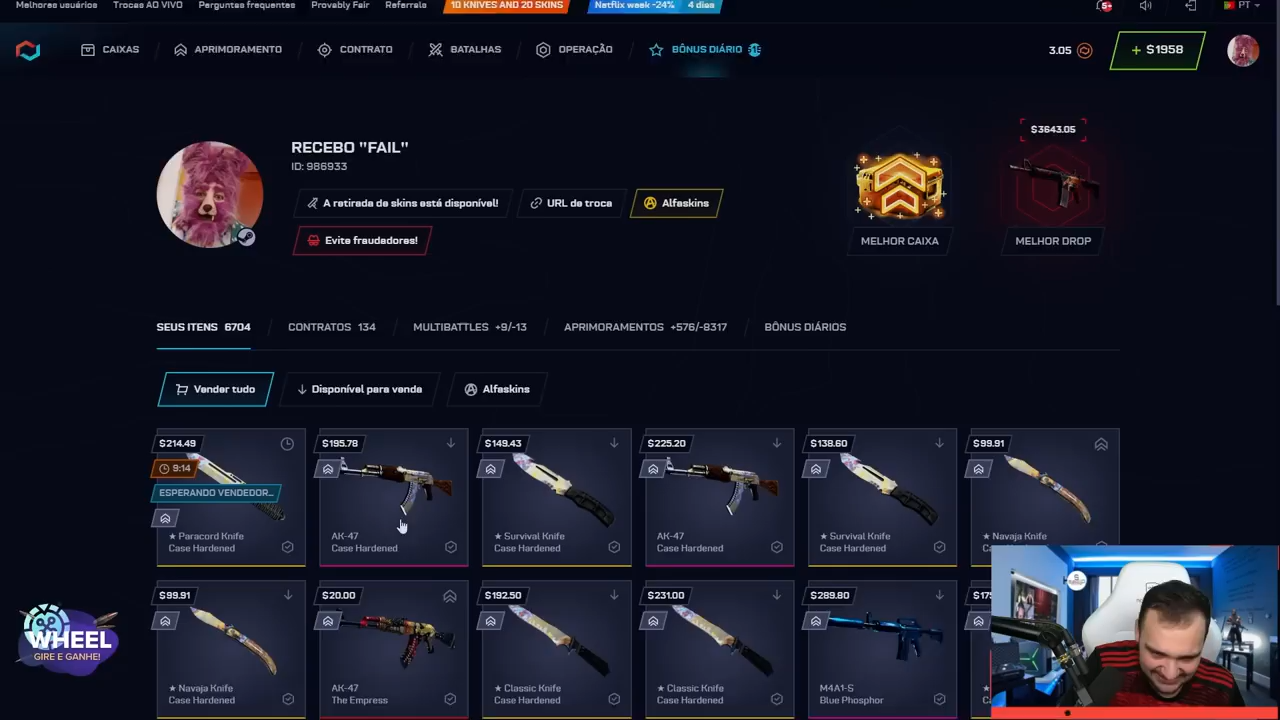 Melhores usuários Trocas AO VIVO Perguntas frequentes Provably Fair Referrals 10 KNIVES AND 20 SKINS Netflix week -24% 4 dias 5+ PT
CAIXAS APRIMORAMENTO CONTRATO BATALHAS OPERAÇÃO BÔNUS DIÁRIO 3.05 + $1958
RECEBO "FAIL"
ID: 986933
A retirada de skins está disponível! URL de troca Alfaskins
Evite fraudadores!
$3643.05
MELHOR CAIXA MELHOR DROP
SEUS ITENS 6704 CONTRATOS 134 MULTIBATTLES +9/-13 APRIMORAMENTOS +576/-8317 BÔNUS DIÁRIOS
Vender tudo Disponível para venda Alfaskins
$214.49 $195.78 $149.43 $225.20 $138.60 $99.91
9:14
ESPERANDO VENDEDOR...
★ Paracord Knife AK-47 ★ Survival Knife AK-47 ★ Survival Knife ★ Navaja Knife
Case Hardened Case Hardened Case Hardened Case Hardened Case Hardened Case Hardened
$99.91 $20.00 $192.50 $231.00 $289.80
WHEEL
GIRE E GANHE!
★ Navaja Knife AK-47 ★ Classic Knife ★ Classic Knife M4A1-S
Case Hardened The Empress Case Hardened Case Hardened Blue Phosphor